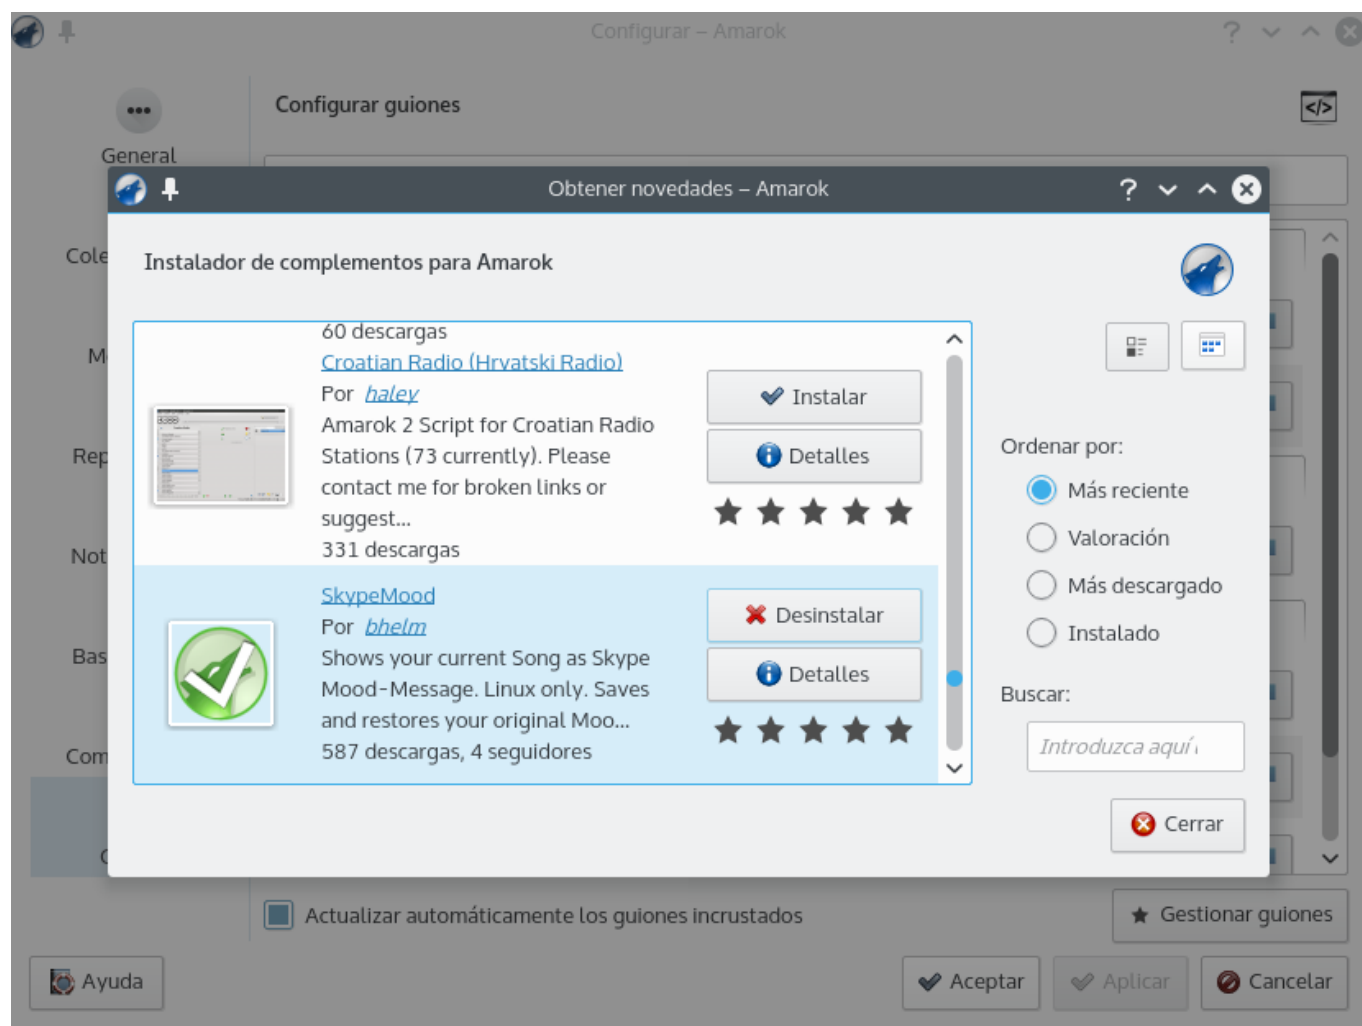 Configurar – Amarok
Configurar guiones
General
Obtener novedades – Amarok
Instalador de complementos para Amarok
60 descargas
Croatian Radio (Hrvatski Radio)
Por haley
Amarok 2 Script for Croatian Radio
Stations (73 currently). Please
contact me for broken links or
suggest...
331 descargas
Instalar
Detalles
SkypeMood
Por bhelm
Shows your current Song as Skype
Mood-Message. Linux only. Saves
and restores your original Moo...
587 descargas, 4 seguidores
Desinstalar
Detalles
Ordenar por:
Más reciente
Valoración
Más descargado
Instalado
Buscar:
Introduzca aquí
Cerrar
Cole
M
Rep
Not
Bas
Com
Actualizar automáticamente los guiones incrustados
Gestionar guiones
Ayuda
Aceptar
Aplicar
Cancelar